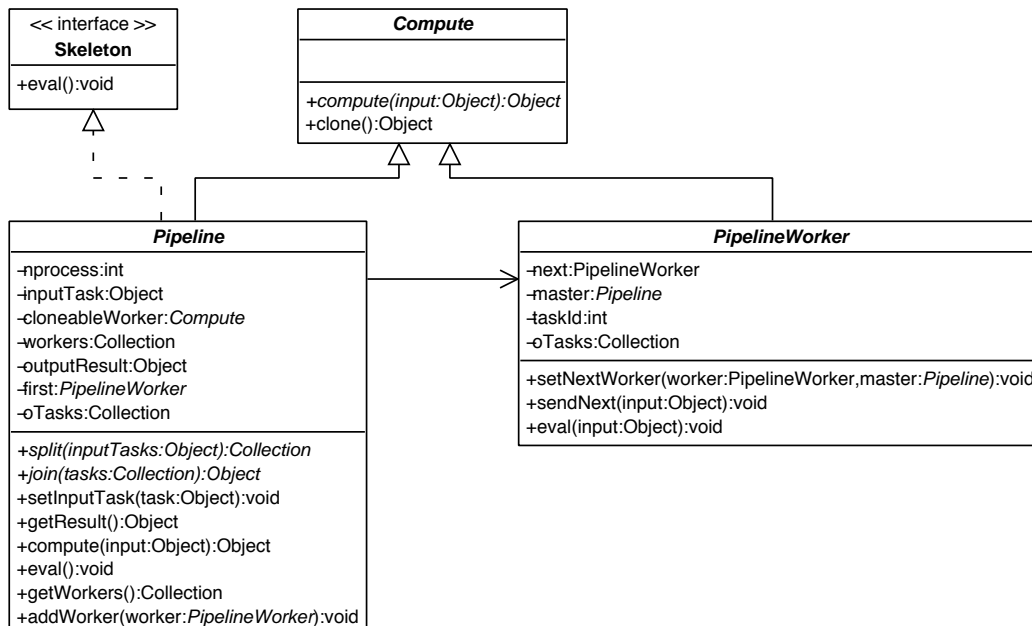 << interface >>
Skeleton
+eval():void
Compute
+compute(input:Object):Object
+clone():Object
Pipeline
-nprocess:int
-inputTask:Object
-cloneableWorker:Compute
-workers:Collection
-outputResult:Object
-first:PipelineWorker
-oTasks:Collection
+split(inputTasks:Object):Collection
+join(tasks:Collection):Object
+setInputTask(task:Object):void
+getResult():Object
+compute(input:Object):Object
+eval():void
+getWorkers():Collection
+addWorker(worker:PipelineWorker):void
PipelineWorker
-next:PipelineWorker
-master:Pipeline
-taskId:int
-oTasks:Collection
+setNextWorker(worker:PipelineWorker,master:Pipeline):void
+sendNext(input:Object):void
+eval(input:Object):void